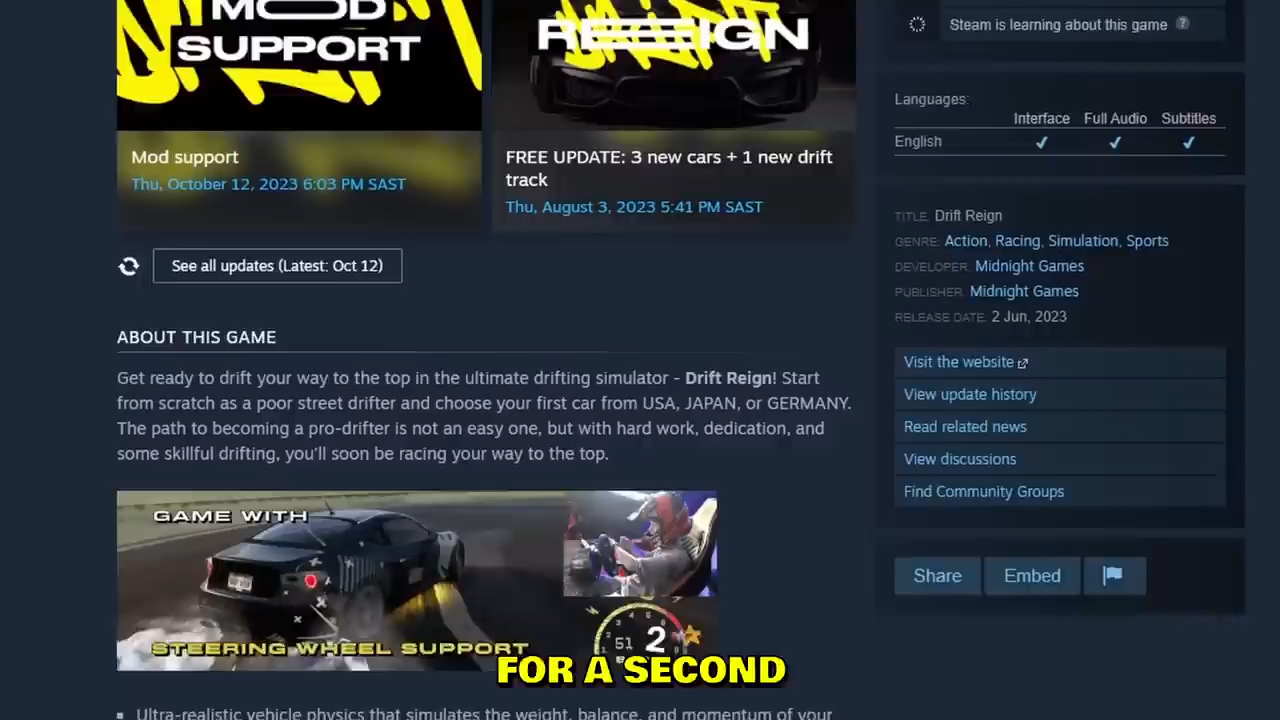 MOOD
SUPPORT
REIGN
Mod support
Thu, October 12, 2023 6:03 PM SAST
FREE UPDATE: 3 new cars + 1 new drift
track
Thu, August 3, 2023 5:41 PM SAST
See all updates (Latest: Oct 12)
ABOUT THIS GAME
Get ready to drift your way to the top in the ultimate drifting simulator - Drift Reign! Start
from scratch as a poor street drifter and choose your first car from USA, JAPAN, or GERMANY.
The path to becoming a pro-drifter is not an easy one, but with hard work, dedication, and
some skillful drifting, you'll soon be racing your way to the top.
GAME WITH
STEERING WHEEL SUPPORT
51
2
FOR A SECOND
Ultra-realistic vehicle physics that simulates the weight, balance, and momentum of your
Steam is learning about this game ?
Languages:
Interface Full Audio Subtitles
English ✓ ✓ ✓
TITLE: Drift Reign
GENRE: Action, Racing, Simulation, Sports
DEVELOPER: Midnight Games
PUBLISHER: Midnight Games
RELEASE DATE: 2 Jun, 2023
Visit the website
View update history
Read related news
View discussions
Find Community Groups
Share Embed